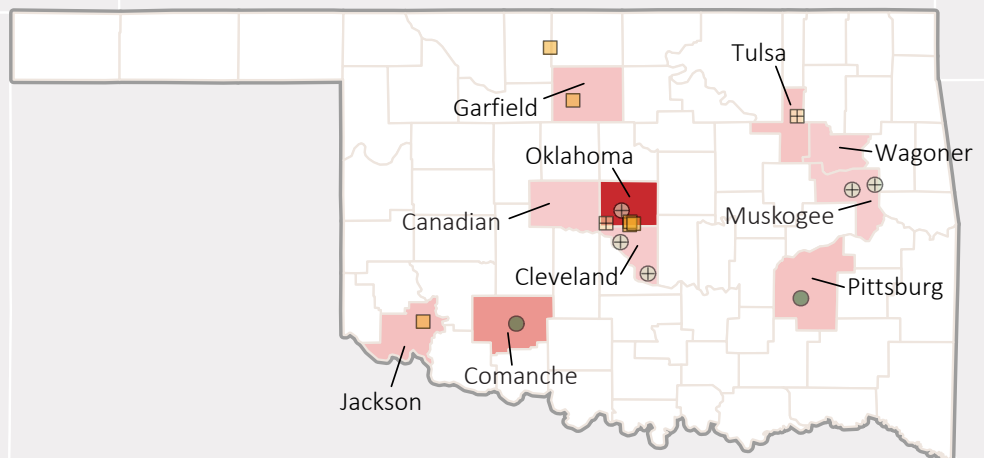 Tulsa
Garfield
Oklahoma
Wagoner
Canadian
Muskogee
Cleveland
Pittsburg
Comanche
Jackson